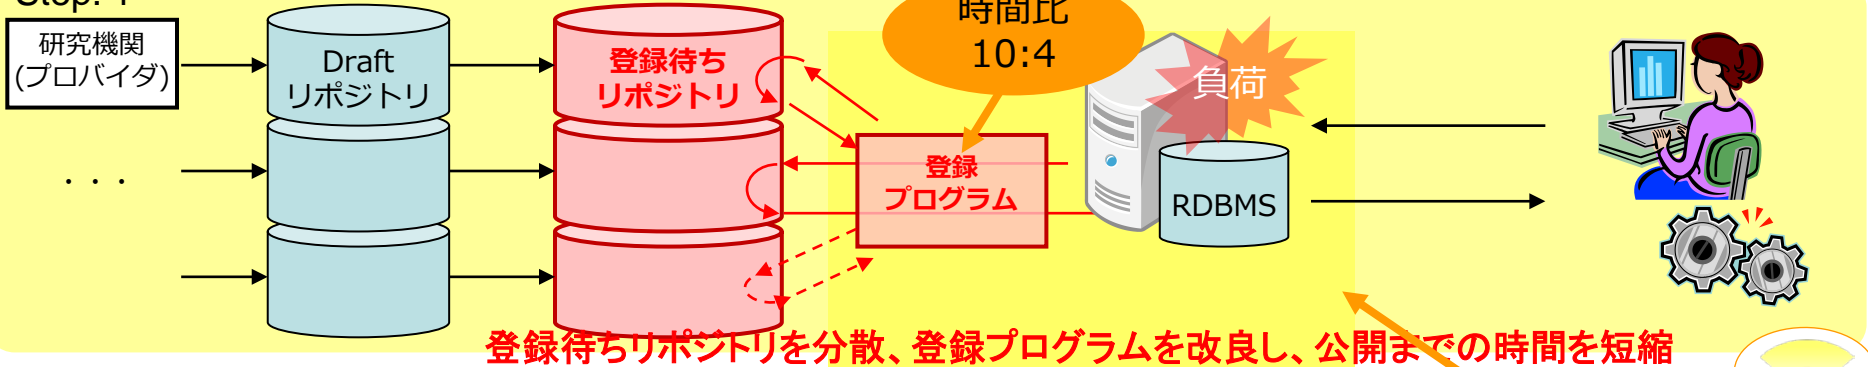 研究機関
(プロバイダ)
・・・
Draft
リポジトリ
登録待ち
リポジトリ
時間比
10:4
登録
プログラム
負荷
RDBMS
登録待ちリポジトリを分散、登録プログラムを改良し、公開までの時間を短縮